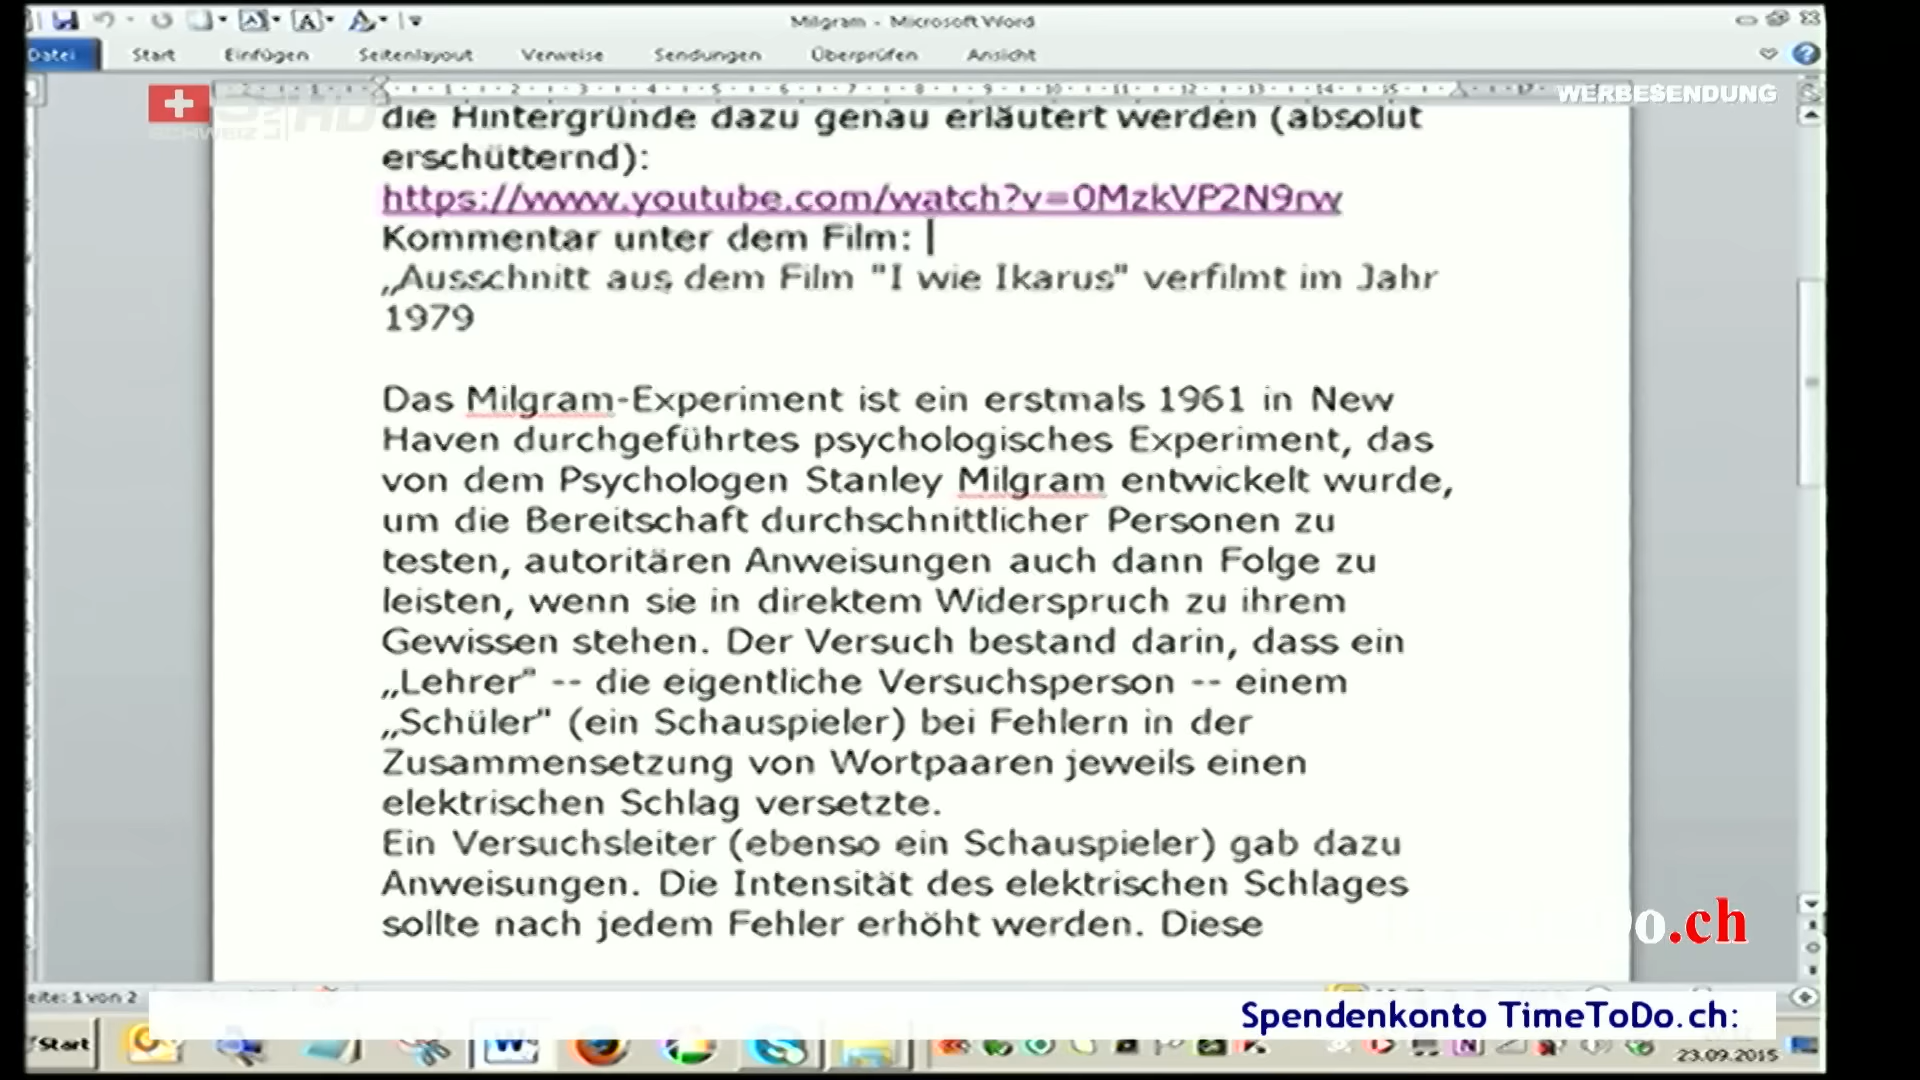 Milgram - Microsoft Word
Datei Start Einfügen Seitenlayout Verweise Sendungen Überprüfen Ansicht
SCHWEIZ HD
WERBESENDUNG
die Hintergründe dazu genau erläutert werden (absolut
erschütternd):
https://www.youtube.com/watch?v=0MzkVP2N9rw
Kommentar unter dem Film:
„Ausschnitt aus dem Film "I wie Ikarus" verfilmt im Jahr
1979
Das Milgram-Experiment ist ein erstmals 1961 in New
Haven durchgeführtes psychologisches Experiment, das
von dem Psychologen Stanley Milgram entwickelt wurde,
um die Bereitschaft durchschnittlicher Personen zu
testen, autoritären Anweisungen auch dann Folge zu
leisten, wenn sie in direktem Widerspruch zu ihrem
Gewissen stehen. Der Versuch bestand darin, dass ein
„Lehrer" -- die eigentliche Versuchsperson -- einem
„Schüler" (ein Schauspieler) bei Fehlern in der
Zusammensetzung von Wortpaaren jeweils einen
elektrischen Schlag versetzte.
Ein Versuchsleiter (ebenso ein Schauspieler) gab dazu
Anweisungen. Die Intensität des elektrischen Schlages
sollte nach jedem Fehler erhöht werden. Diese
o.ch
eite: 1 von 2
Spendenkonto TimeToDo.ch:
Start
23.09.2015